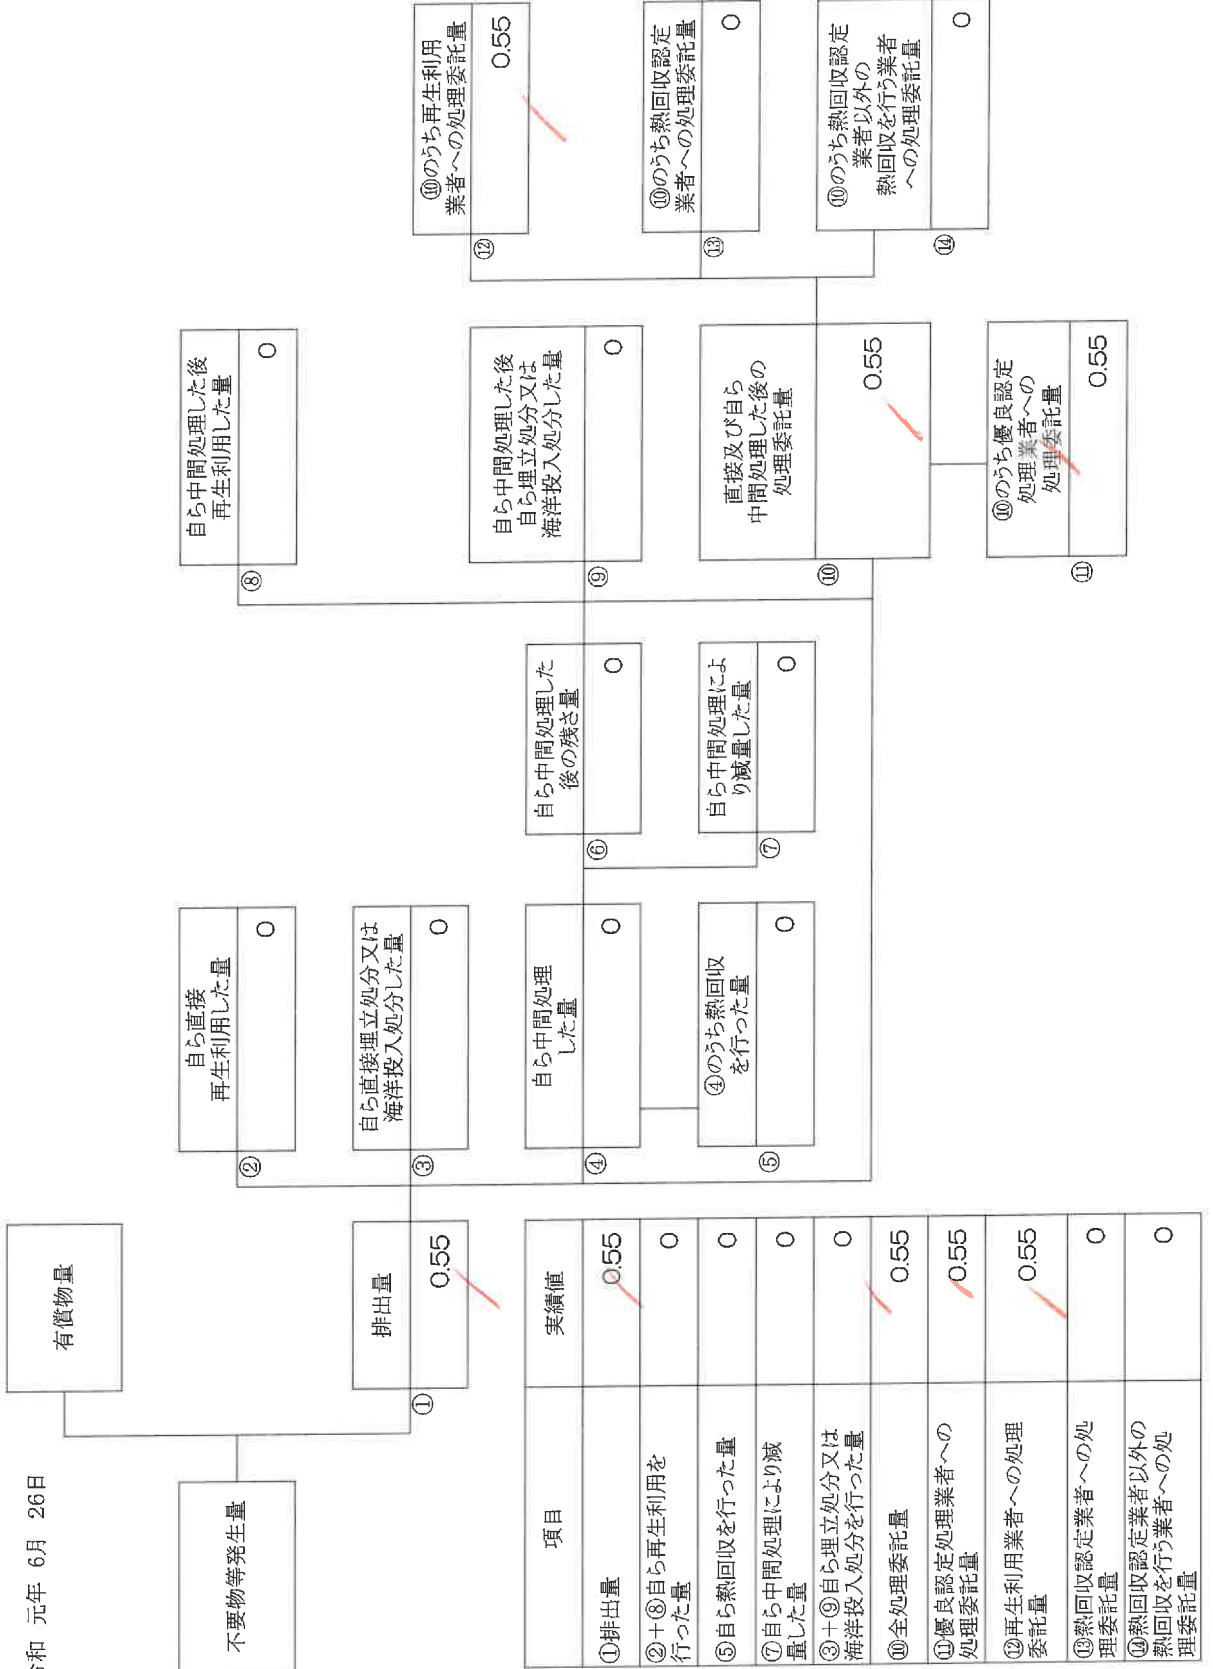 令和 元年 6月 26日
不要物等発生量
有償物量
①
排出量
0.55
②
自ら直接
再生利用した量
0
③
自ら直接埋立処分又は
海洋投入処分した量
0
④
自ら中間処理
した量
0
⑤
④のうち熱回収
を行った量
0
⑥
自ら中間処理した
後の残さ量
0
⑦
自ら中間処理によ
り減量した量
0
⑧
自ら中間処理した後
再生利用した量
0
⑨
自ら中間処理した後
自ら埋立処分又は
海洋投入処分した量
0
⑩
直接及び自ら
中間処理した後の
処理委託量
0.55
⑪
⑩のうち優良認定
処理業者への
処理委託量
0.55
⑫
⑩のうち再生利用
業者への処理委託量
0.55
⑬
⑩のうち熱回収認定
業者への処理委託量
0
⑭
⑩のうち熱回収認定
業者以外の
熱回収を行う業者
への処理委託量
0
項目 実績値
①排出量 0.55
②+⑧自ら再生利用を
行った量 0
⑤自ら熱回収を行った量 0
⑦自ら中間処理により減
量した量 0
③+⑨自ら埋立処分又は
海洋投入処分を行った量 0
⑩全処理委託量 0.55
⑪優良認定処理業者への
処理委託量 0.55
⑫再生利用業者への処理
委託量 0.55
⑬熱回収認定業者への処
理委託量 0
⑭熱回収認定業者以外の
熱回収を行う業者への処
理委託量 0